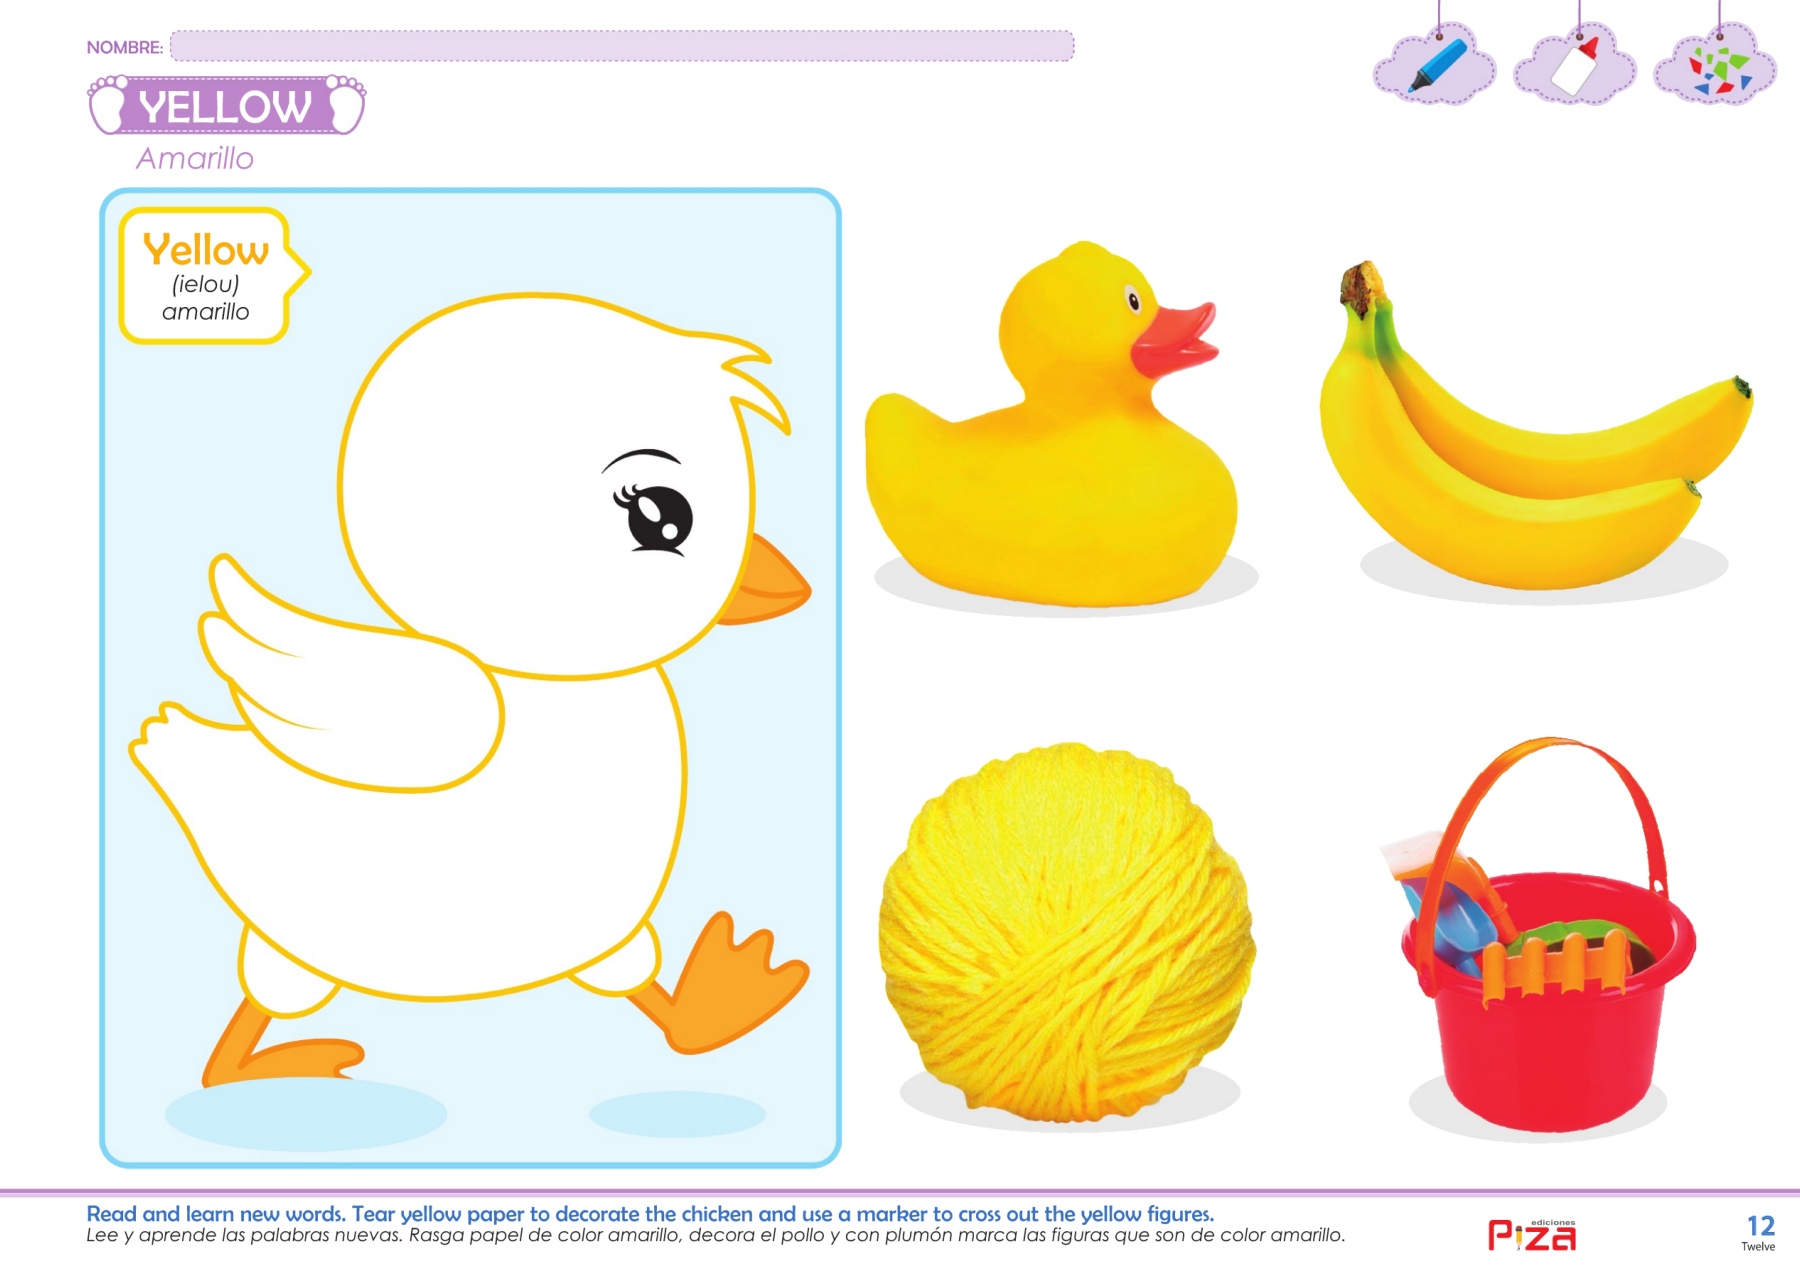 NOMBRE:
YELLOW
Amarillo
Yellow
(ielou)
amarillo
Read and learn new words. Tear yellow paper to decorate the chicken and use a marker to cross out the yellow figures.
Lee y aprende las palabras nuevas. Rasga papel de color amarillo, decora el pollo y con plumón marca las figuras que son de color amarillo.
ediciones
Piza
12
Twelve